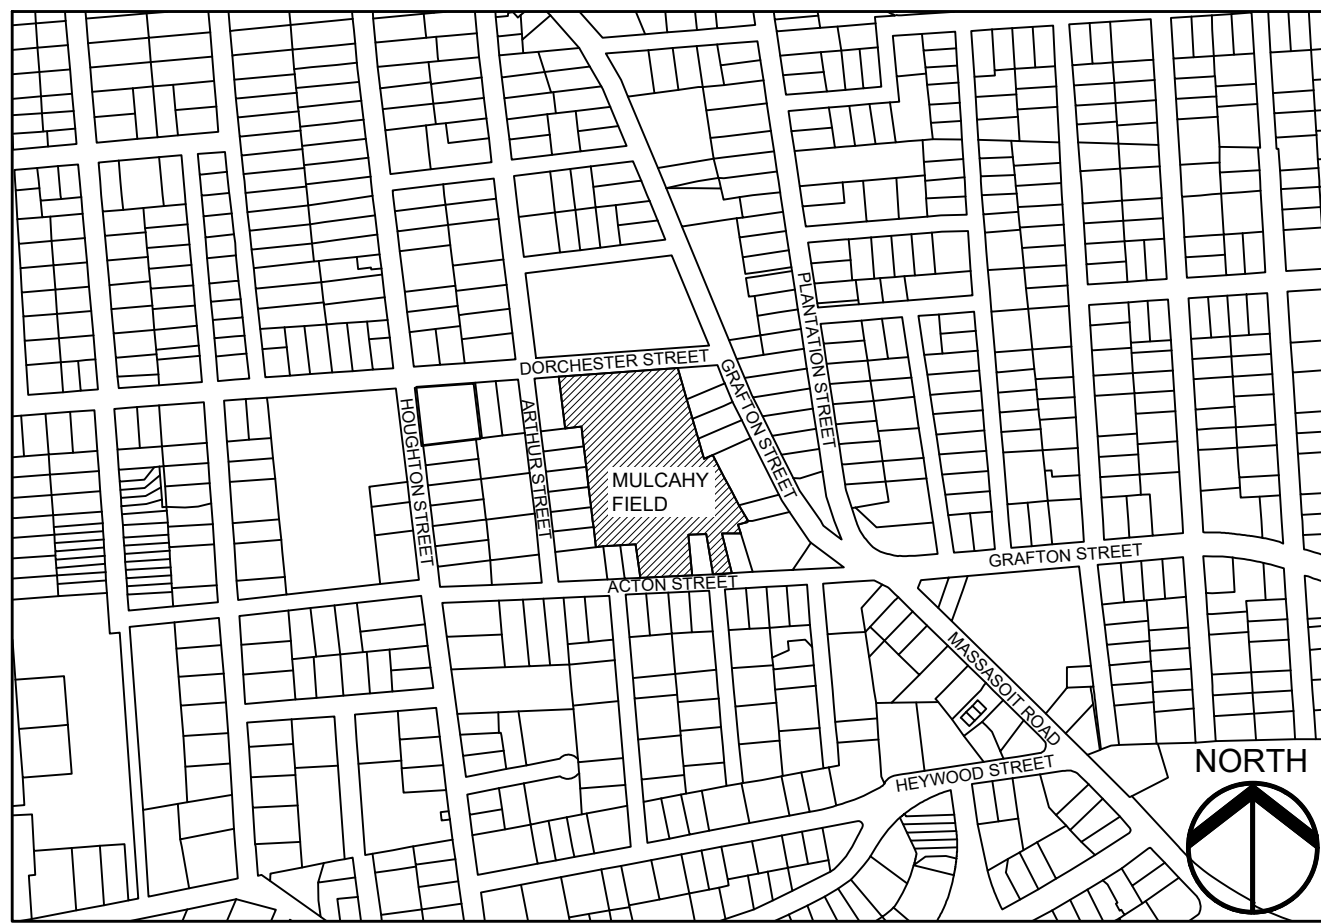 PLANTATION STREET
DORCHESTER STREET
GRAFTON STREET
HOUGHTON STREET
ARTHUR STREET
MULCAHY
FIELD
GRAFTON STREET
ACTON STREET
MASSASOIT ROAD
HEYWOOD STREET
NORTH